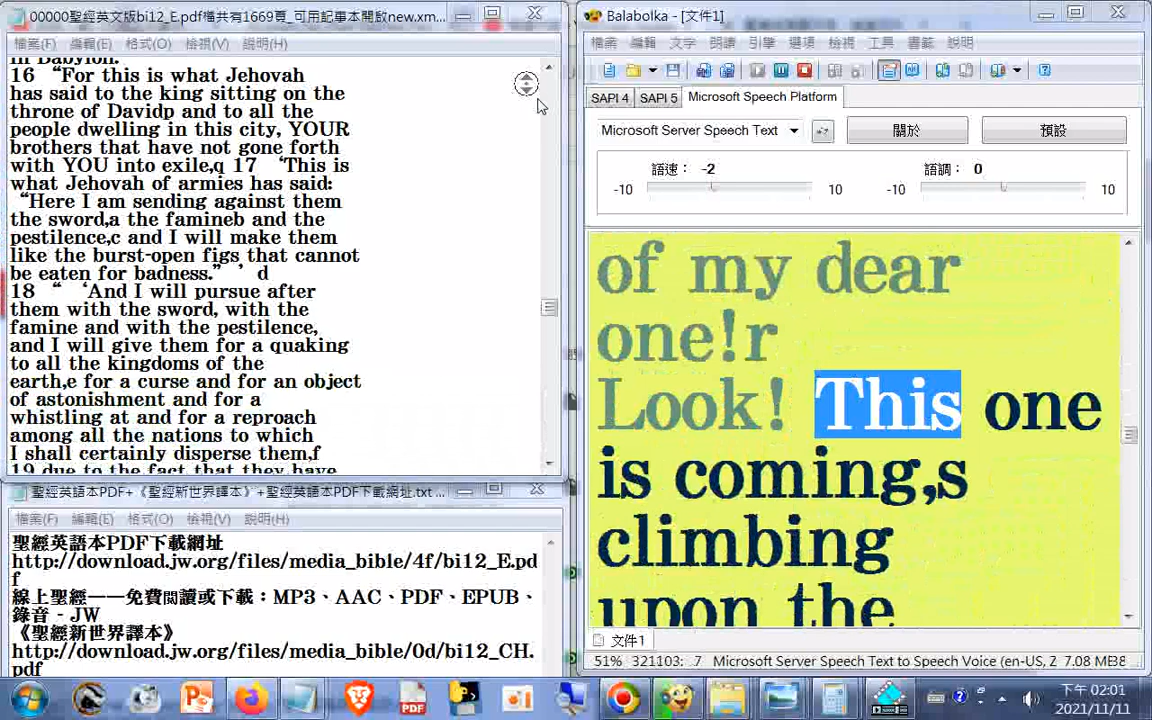 00000聖經英文版bi12_E.pdf檔共有1669頁_可用記事本開啟new.xm...
檔案(F) 編輯(E) 格式(O) 檢視(V) 說明(H)
in Babylon.
16 “For this is what Jehovah
has said to the king sitting on the
throne of Davidp and to all the
people dwelling in this city, YOUR
brothers that have not gone forth
with YOU into exile,q 17 ‘This is
what Jehovah of armies has said:
“Here I am sending against them
the sword,a the famineb and the
pestilence,c and I will make them
like the burst-open figs that cannot
be eaten for badness.” ’ d
18 “ ‘And I will pursue after
them with the sword, with the
famine and with the pestilence,
and I will give them for a quaking
to all the kingdoms of the
earth,e for a curse and for an object
of astonishment and for a
whistling at and for a reproach
among all the nations to which
I shall certainly disperse them,f
19 due to the fact that they have
聖經英語本PDF+《聖經新世界譯本》+聖經英語本PDF下載網址.txt ...
檔案(F) 編輯(E) 格式(O) 檢視(V) 說明(H)
聖經英語本PDF下載網址
http://download.jw.org/files/media_bible/4f/bi12_E.pd
f
線上聖經——免費閱讀或下載：MP3、AAC、PDF、EPUB、
錄音 - JW
《聖經新世界譯本》
http://download.jw.org/files/media_bible/0d/bi12_CH.
pdf
Balabolka - [文件1]
檔案 編輯 文字 朗讀 引擎 選項 檢視 工具 書籤 說明
SAPI 4 SAPI 5 Microsoft Speech Platform
Microsoft Server Speech Text 關於 預設
語速： -2 語調： 0
-10 10 -10 10
of my dear
one!r
Look! This one
is coming,s
climbing
upon the
文件1
51% 321103: 7 Microsoft Server Speech Text to Speech Voice (en-US, 2 7.08 MB
下午 02:01
2021/11/11